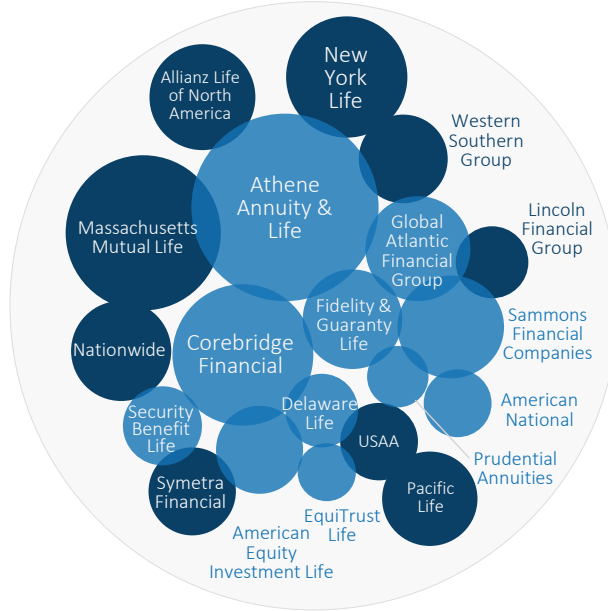 Allianz Life
of North
America
New
York
Life
Western
Southern
Group
Athene
Annuity &
Life
Massachusetts
Mutual Life
Global
Atlantic
Financial
Group
Lincoln
Financial
Group
Fidelity &
Guaranty
Life
Sammons
Financial
Companies
Nationwide
Corebridge
Financial
Security
Benefit
Life
Delaware
Life
American
National
USAA
Prudential
Annuities
Symetra
Financial
Pacific
Life
EquiTrust
Life
American
Equity
Investment Life